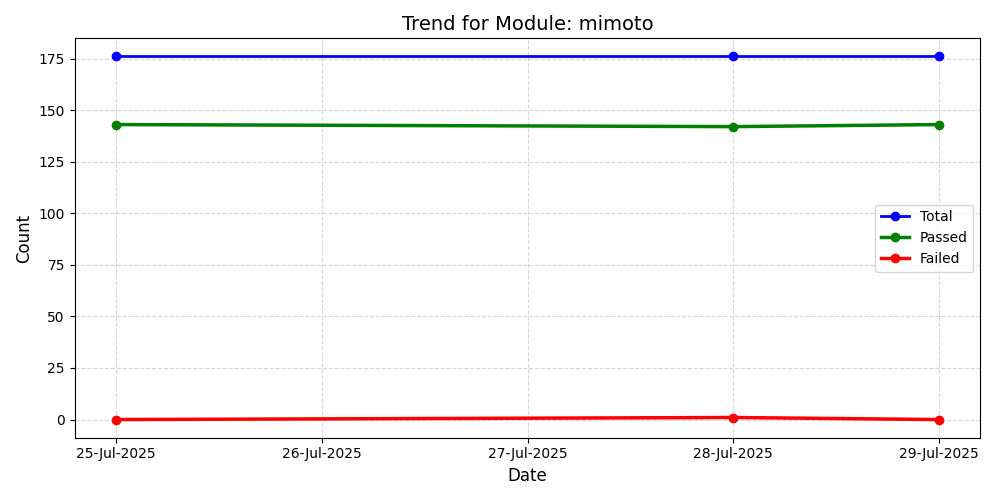 Trend for Module: mimoto
Count
175
150
125
100
75
50
25
0
Total
Passed
Failed
25-Jul-2025
26-Jul-2025
27-Jul-2025
28-Jul-2025
29-Jul-2025
Date